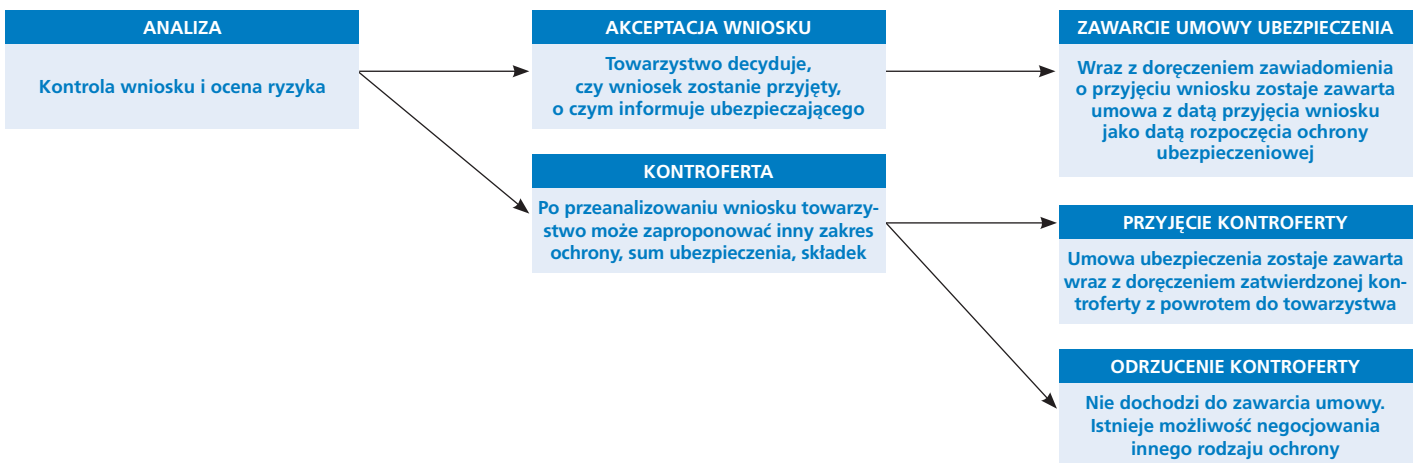 ANALIZA
Kontrola wniosku i ocena ryzyka
AKCEPTACJA WNIOSKU
Towarzystwo decyduje,
czy wniosek zostanie przyjęty,
o czym informuje ubezpieczającego
ZAWARCIE UMOWY UBEZPIECZENIA
Wraz z doręczeniem zawiadomienia
o przyjęciu wniosku zostaje zawarta
umowa z datą przyjęcia wniosku
jako datą rozpoczęcia ochrony
ubezpieczeniowej
KONTROFERTA
Po przeanalizowaniu wniosku towarzy-
stwo może zaproponować inny zakres
ochrony, sum ubezpieczenia, składek
PRZYJĘCIE KONTROFERTY
Umowa ubezpieczenia zostaje zawarta
wraz z doręczeniem zatwierdzonej kon-
troferty z powrotem do towarzystwa
ODRZUCENIE KONTROFERTY
Nie dochodzi do zawarcia umowy.
Istnieje możliwość negocjowania
innego rodzaju ochrony